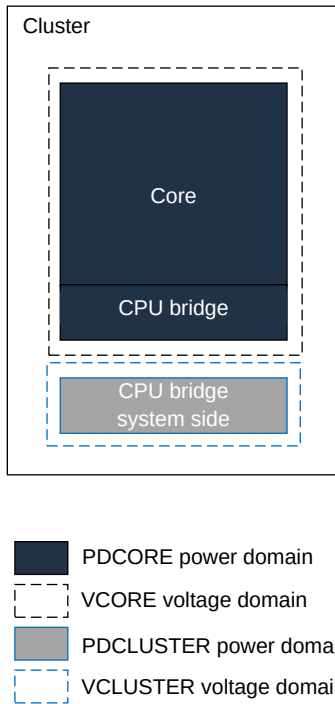 Cluster
Core
CPU bridge
CPU bridge
system side
PDCORE power domain
VCORE voltage domain
PDCLUSTER power doma
VCLUSTER voltage domai